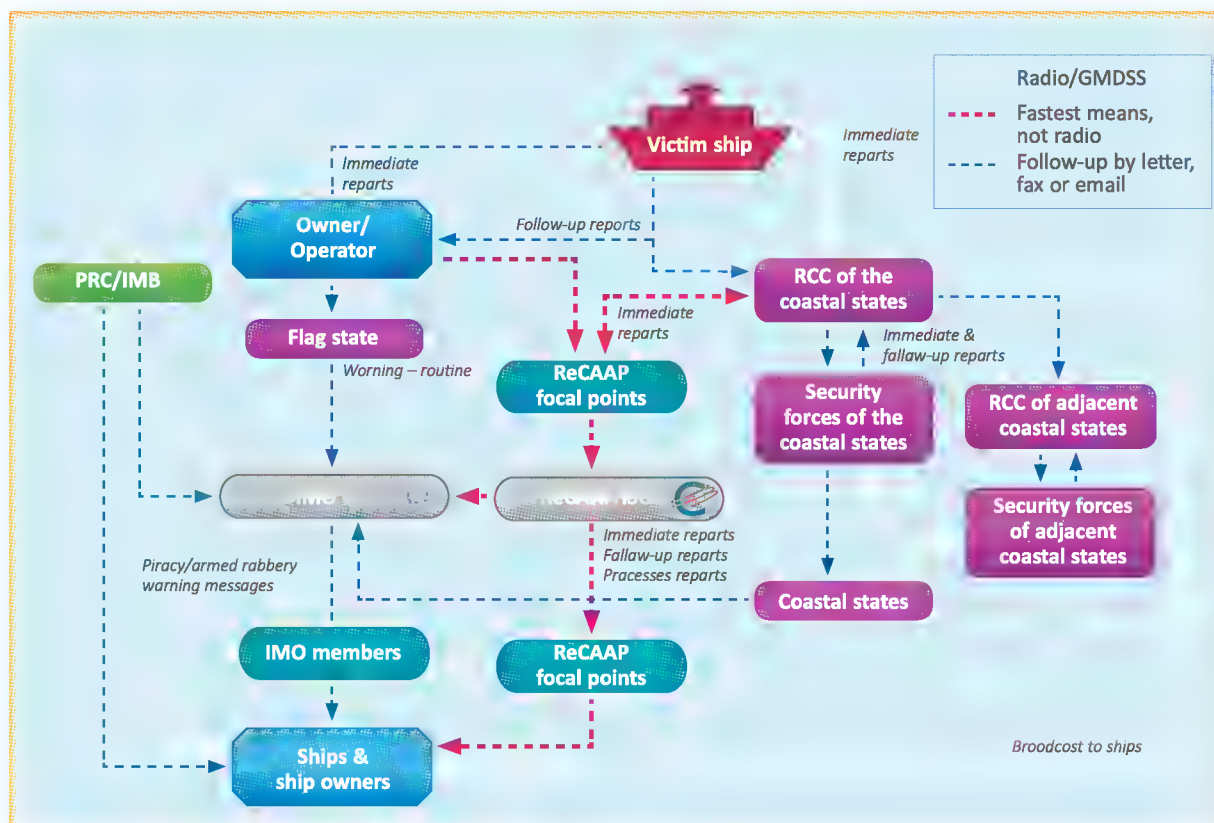 Radio/GMDSS
Fastest means,
not radio
Follow-up by letter,
fax or email
Victim ship
Immediate
reports
Immediate
reparts
Owner/
Operator
Follow-up reports
PRC/IMB
RCC of the
coastal states
Immediate
reports
Flag state
Immediate &
fallaw-up reports
Worning – routine
ReCAAP
focal points
Security
forces of the
coastal states
RCC of adjacent
coastal states
IMO
ReCAAP
Security forces
of adjacent
coastal states
Immediate reports
Fallaw-up reports
Pracesses reports
Piracy/armed rabbery
warning messages
Coastal states
IMO members
ReCAAP
focal points
Ships &
ship owners
Broodcost to ships